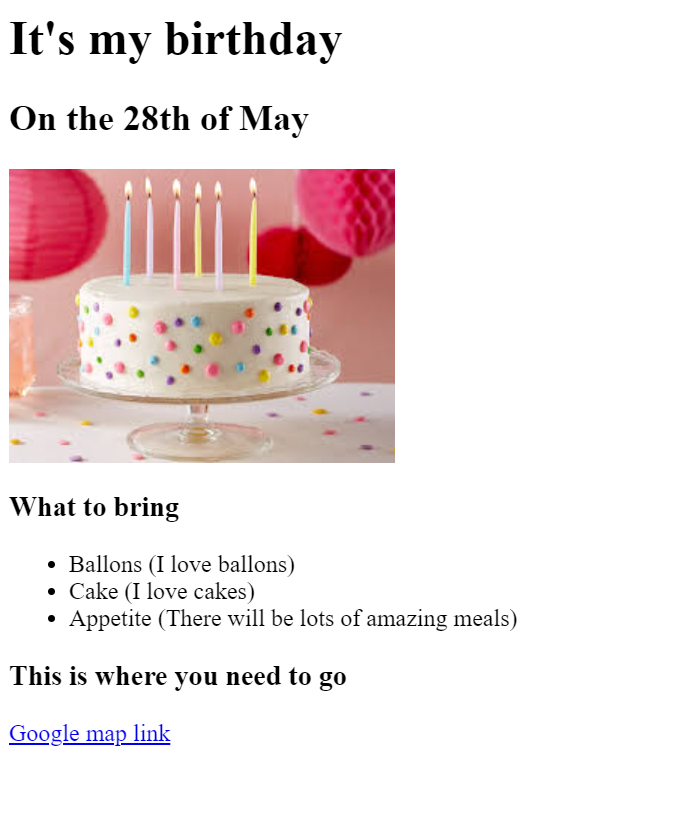 It's my birthday
On the 28th of May
What to bring
Ballons (I love ballons)
Cake (I love cakes)
Appetite (There will be lots of amazing meals)
This is where you need to go
Google map link